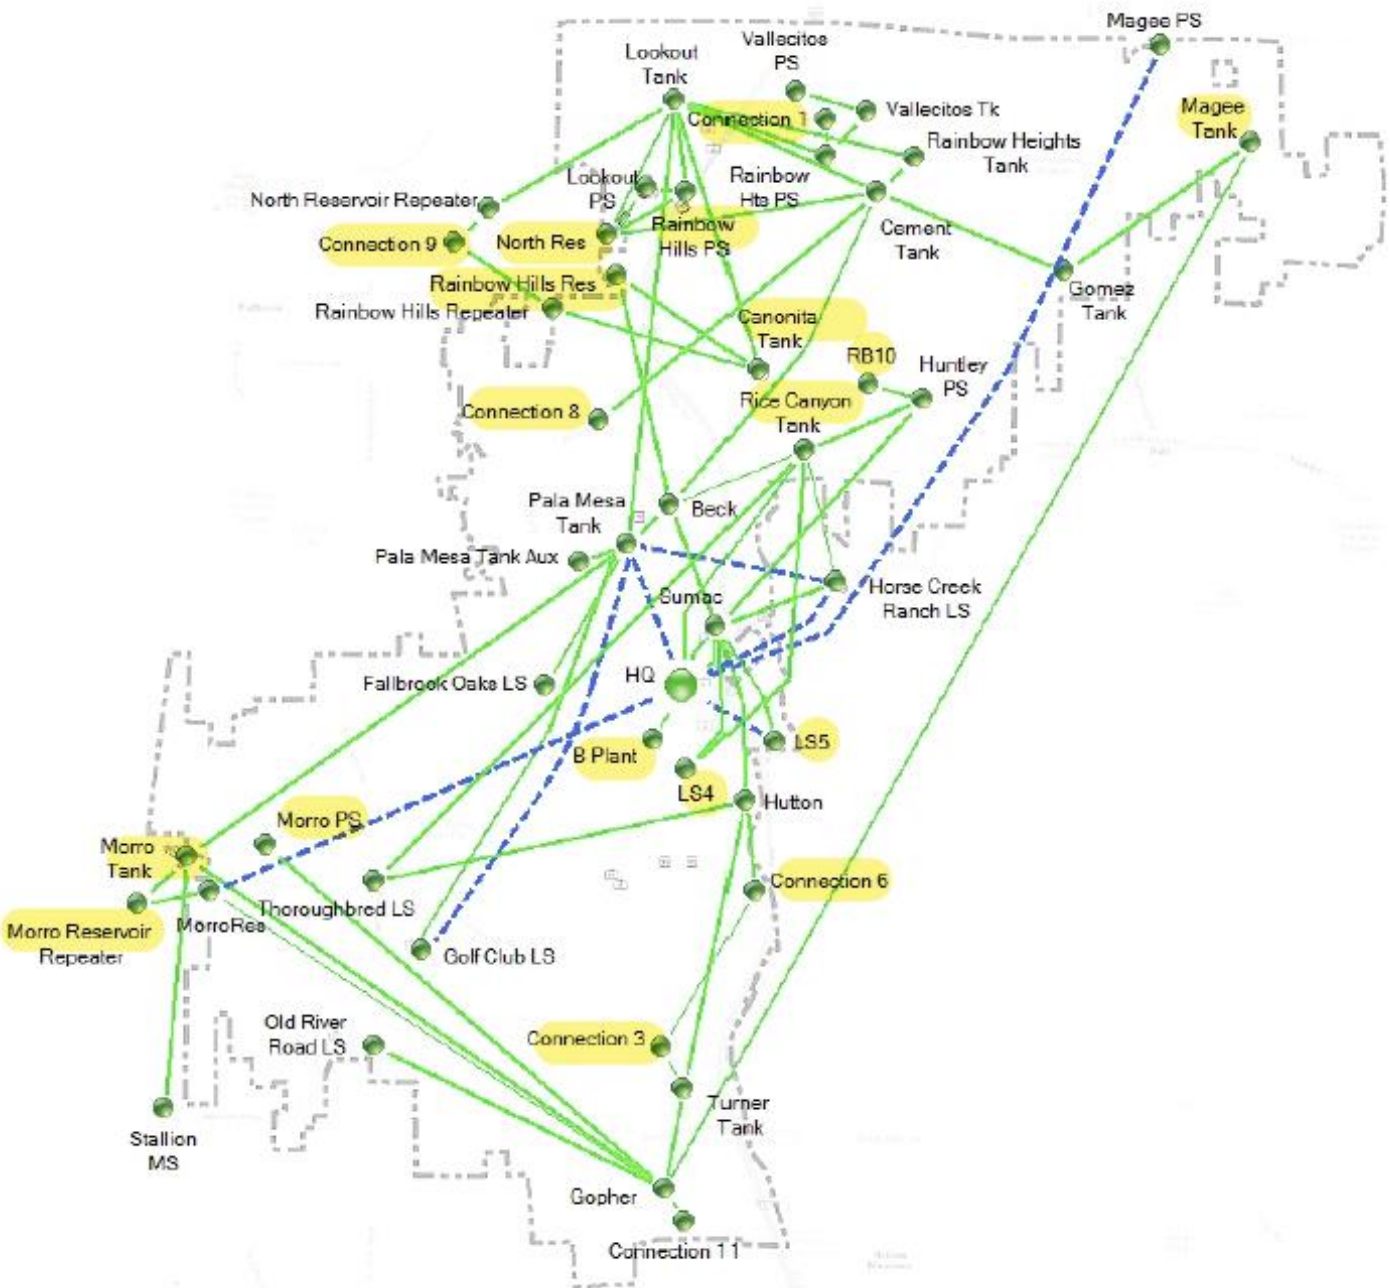 Magee PS
Vallecitos
PS
Lookout
Tank
Magee
Tank
Connection 1
Vallecitos Tk
Rainbow Heights
Tank
Lookout
PS
Rainbow
Hts PS
North Reservoir Repeater
Rainbow
Hills PS
Cement
Tank
Connection 9
North Res
Rainbow Hills Res
Gomez
Tank
Rainbow Hills Repeater
Canonita
Tank
RB10
Huntley
PS
Rice Canyon
Tank
Connection 8
Pala Mesa
Tank
Beck
Pala Mesa Tank Aux
Horse Creek
Ranch LS
Sumac
HQ
Fallbrook Oaks LS
LS5
B Plant
LS4
Hutton
Morro PS
Morro
Tank
Connection 6
Thoroughbred LS
MorroRes
Morro Reservoir
Repeater
Golf Club LS
Old River
Road LS
Connection 3
Turner
Tank
Stallion
MS
Gopher
Connection 11